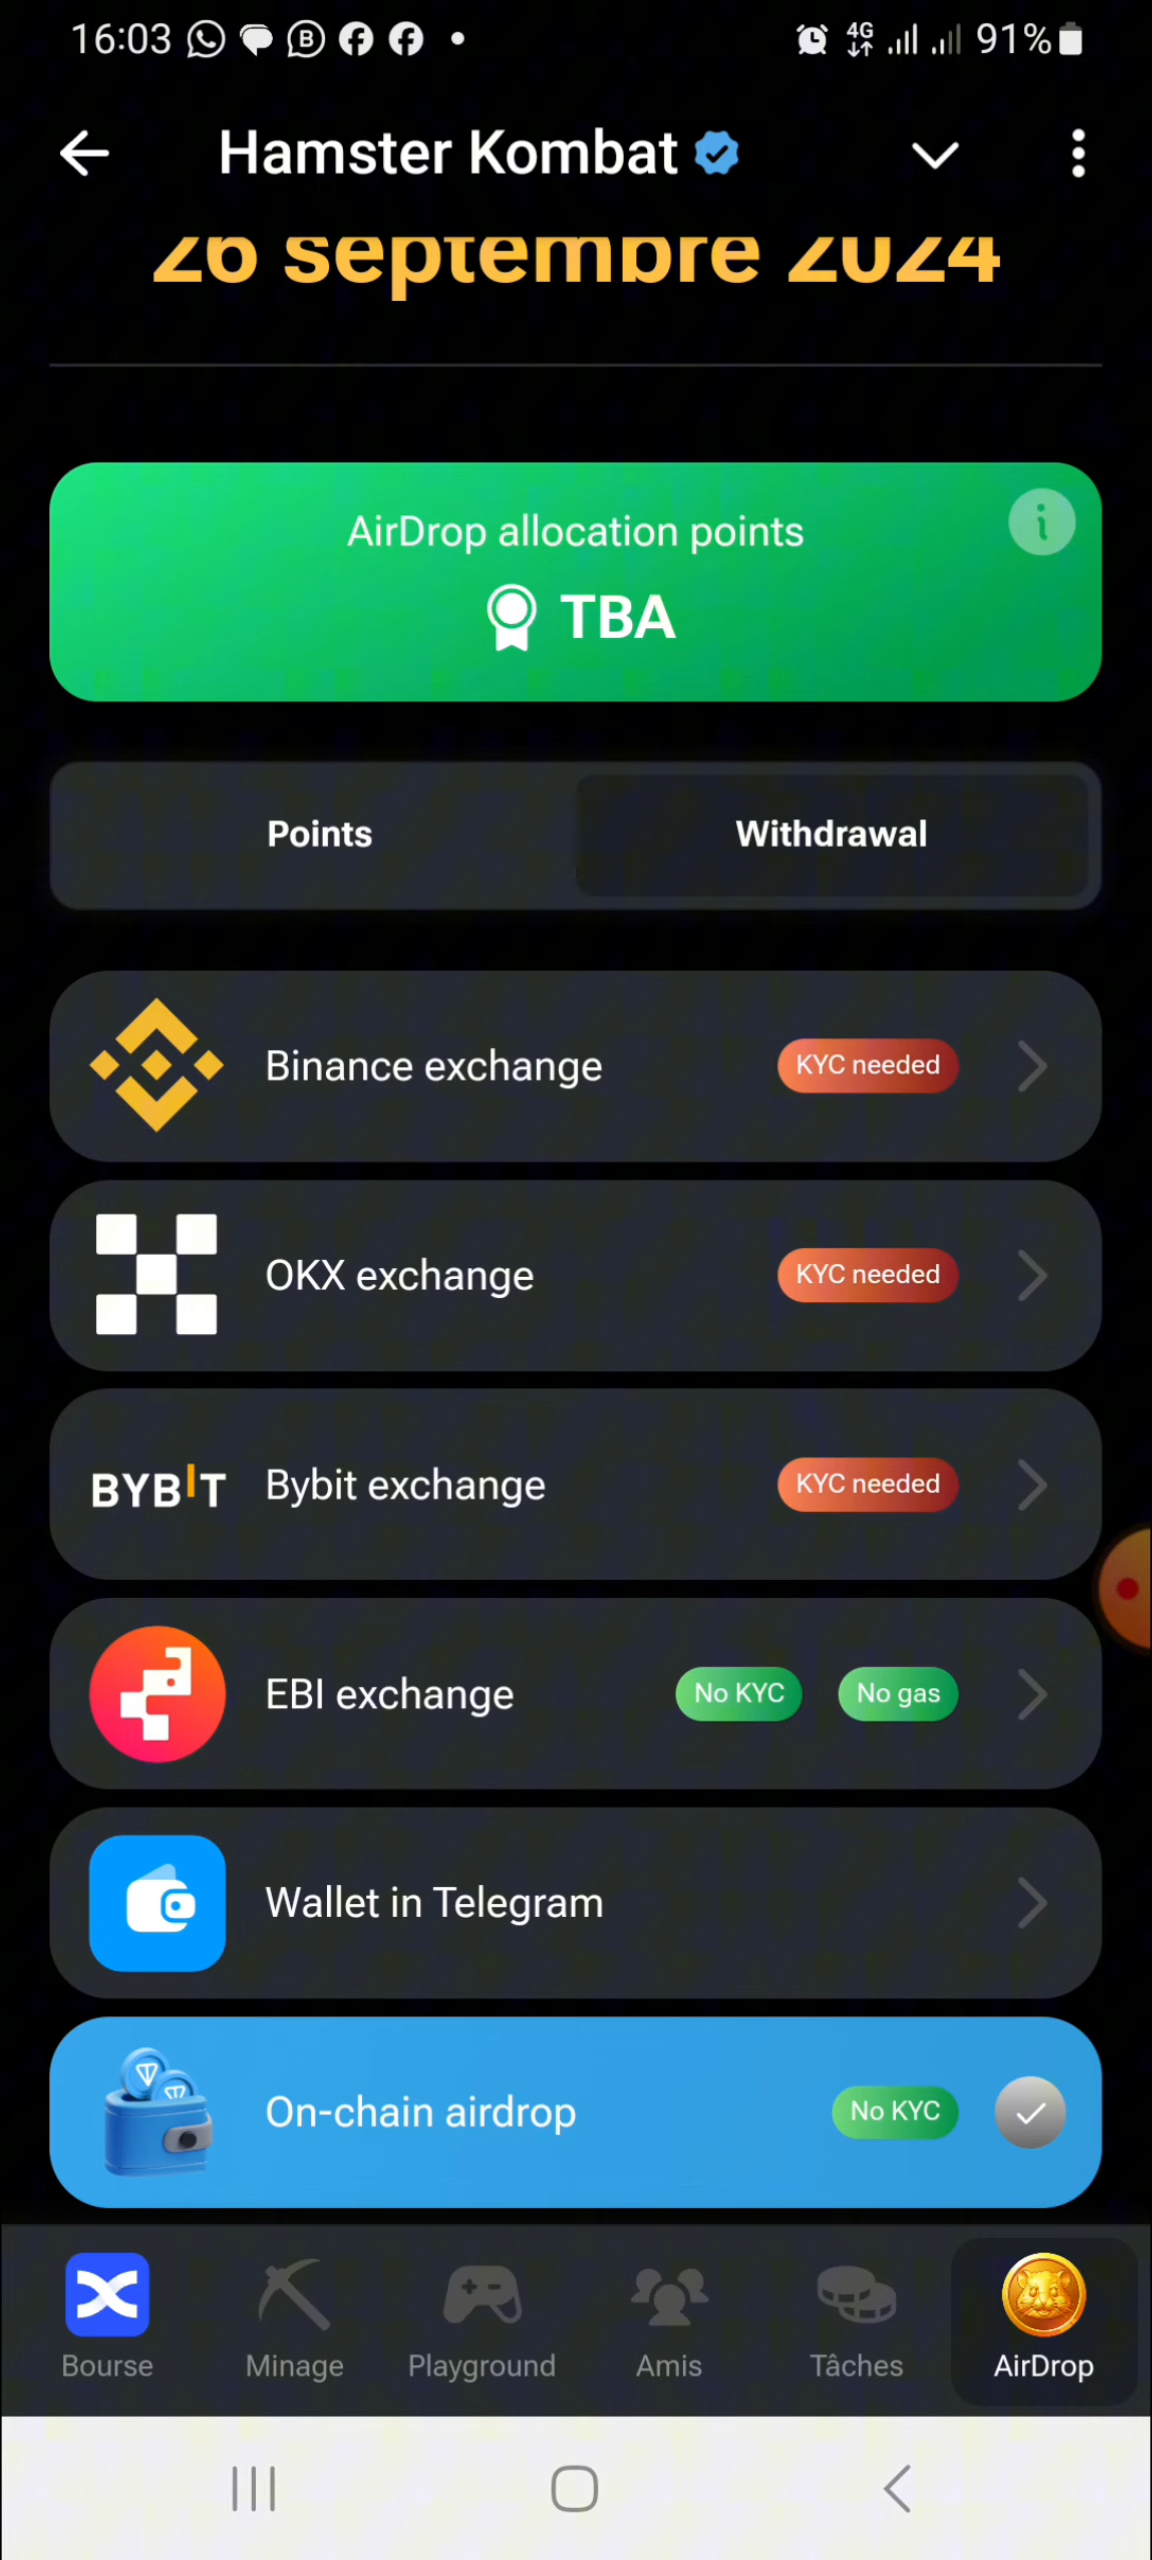 16:03
4G
91%
Hamster Kombat
26 septembre 2024
AirDrop allocation points
TBA
Points
Withdrawal
Binance exchange
KYC needed
OKX exchange
KYC needed
BYBIT
Bybit exchange
KYC needed
EBI exchange
No KYC
No gas
Wallet in Telegram
On-chain airdrop
No KYC
Bourse
Minage
Playground
Amis
Tâches
AirDrop